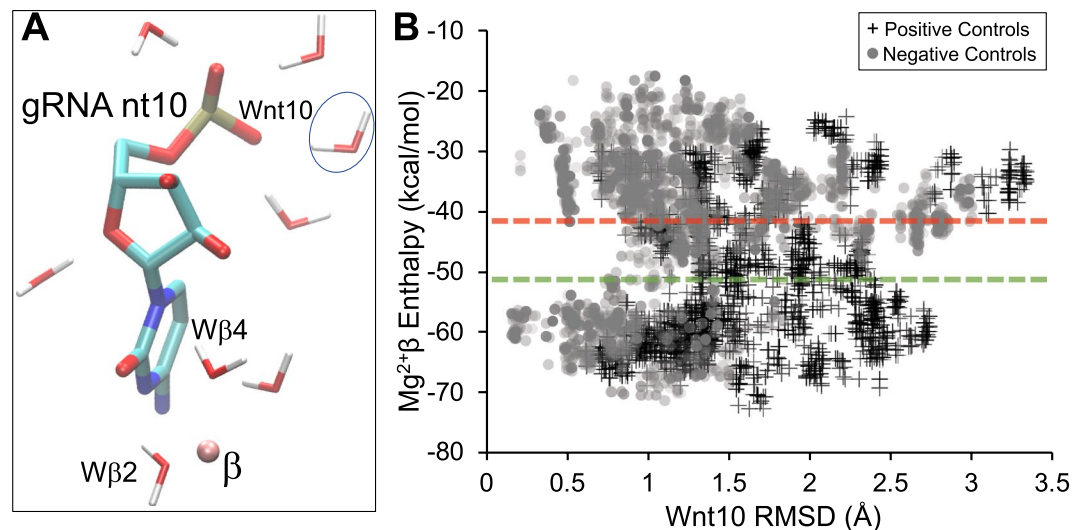 A
gRNA nt10
Wnt10
Wβ4
Wβ2
β
B
+ Positive Controls
Negative Controls
Mg²⁺β Enthalpy (kcal/mol)
-10
-20
-30
-40
-50
-60
-70
-80
0 0.5 1 1.5 2 2.5 3 3.5
Wnt10 RMSD (Å)